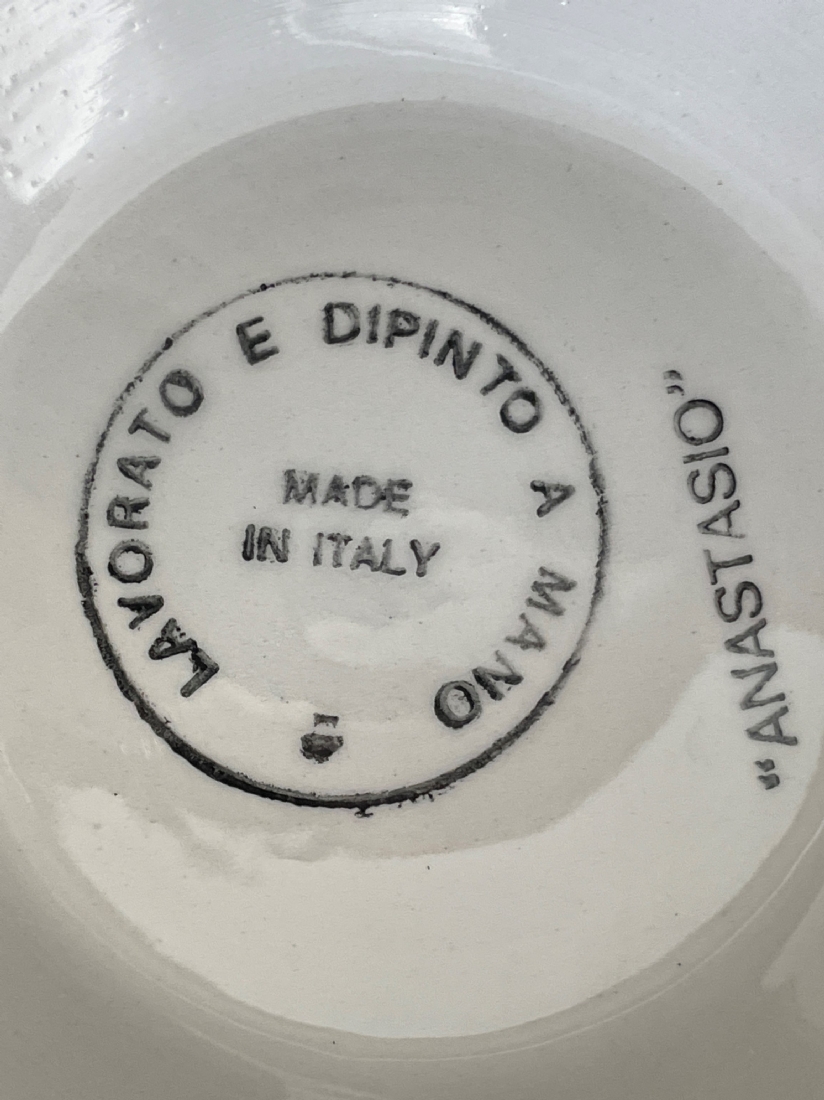 LAVORATO E DIPINTO A MANO
MADE
IN ITALY
“ANASTASIO”